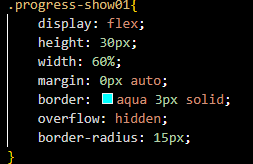 .progress-show01{
display: flex;
height: 30px;
width: 60%;
margin: 0px auto;
border: aqua 3px solid;
overflow: hidden;
border-radius: 15px;
}